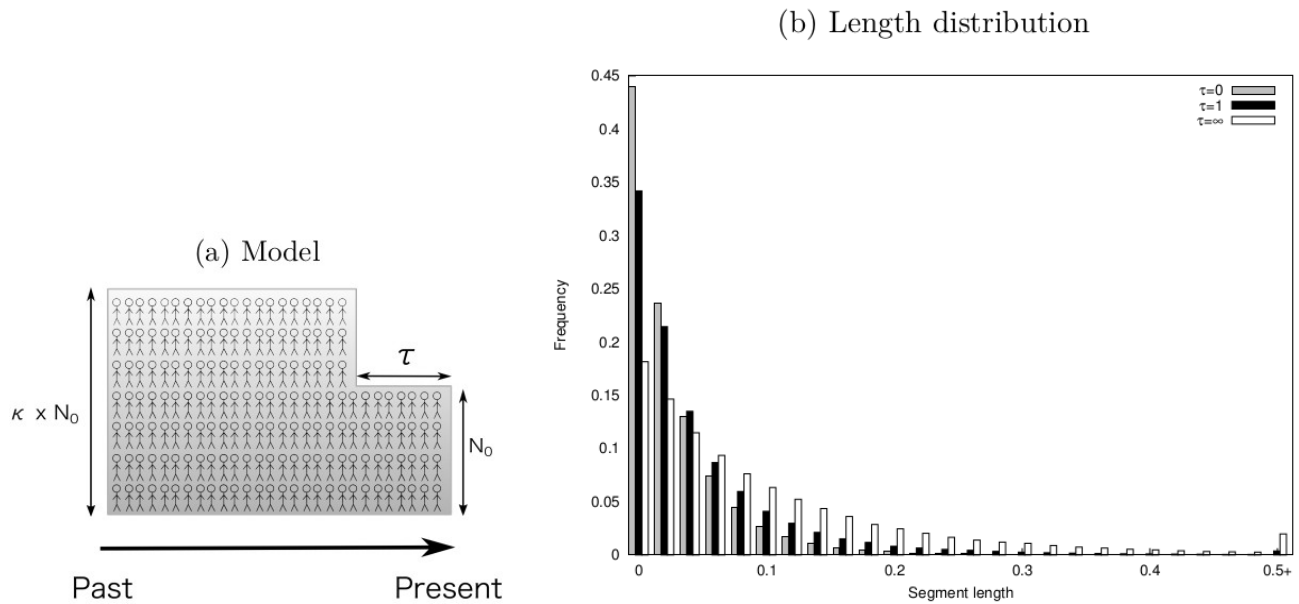 (b) Length distribution
(a) Model
κ x N₀
τ
N₀
Past
Present
0.45
0.4
0.35
0.3
0.25
0.2
0.15
0.1
0.05
0
Frequency
0
0.1
0.2
0.3
0.4
0.5+
Segment length
τ=0
τ=1
τ=∞